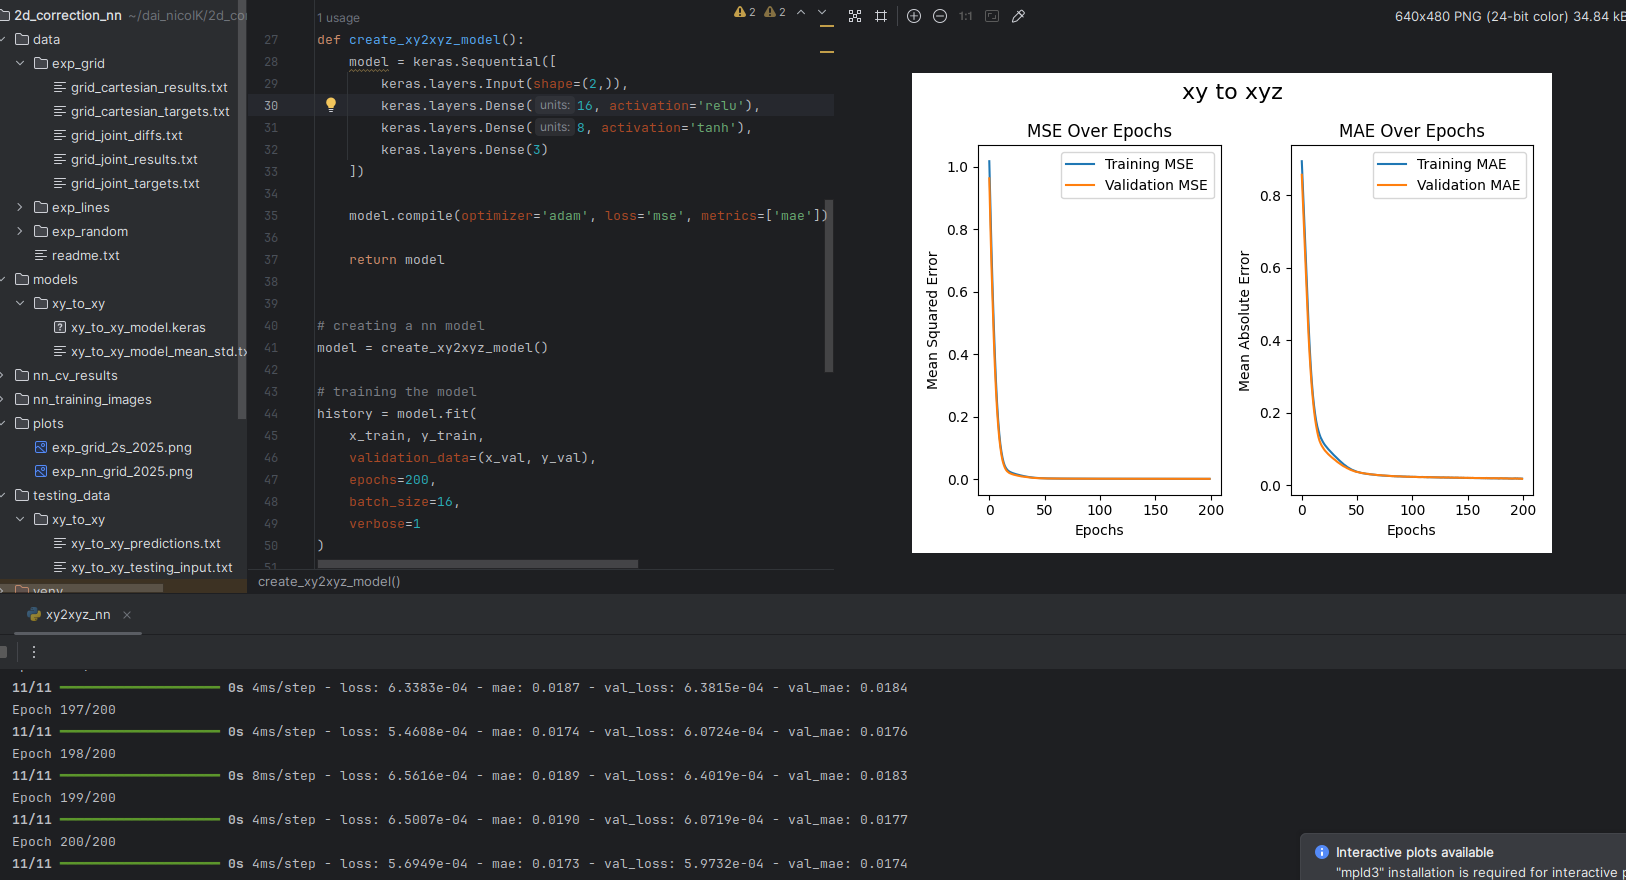 2d_correction_nn ~/dai_nicolK/2d_co
data
exp_grid
grid_cartesian_results.txt
grid_cartesian_targets.txt
grid_joint_diffs.txt
grid_joint_results.txt
grid_joint_targets.txt
exp_lines
exp_random
readme.txt
models
xy_to_xy
xy_to_xy_model.keras
xy_to_xy_model_mean_std.tx
nn_cv_results
nn_training_images
plots
exp_grid_2s_2025.png
exp_nn_grid_2025.png
testing_data
xy_to_xy
xy_to_xy_predictions.txt
xy_to_xy_testing_input.txt
venv
1 usage
2 2
27 def create_xy2xyz_model():
28 model = keras.Sequential([
29 keras.layers.Input(shape=(2,)),
30 keras.layers.Dense( units: 16, activation='relu'),
31 keras.layers.Dense( units: 8, activation='tanh'),
32 keras.layers.Dense(3)
33 ])
34
35 model.compile(optimizer='adam', loss='mse', metrics=['mae'])
36
37 return model
38
39
40 # creating a nn model
41 model = create_xy2xyz_model()
42
43 # training the model
44 history = model.fit(
45 x_train, y_train,
46 validation_data=(x_val, y_val),
47 epochs=200,
48 batch_size=16,
49 verbose=1
50 )
51
create_xy2xyz_model()
1:1
640x480 PNG (24-bit color) 34.84 kB
xy to xyz
MSE Over Epochs
Training MSE
Validation MSE
Mean Squared Error
1.0
0.8
0.6
0.4
0.2
0.0
0 50 100 150 200
Epochs
MAE Over Epochs
Training MAE
Validation MAE
Mean Absolute Error
0.8
0.6
0.4
0.2
0.0
0 50 100 150 200
Epochs
xy2xyz_nn
11/11 0s 4ms/step - loss: 6.3383e-04 - mae: 0.0187 - val_loss: 6.3815e-04 - val_mae: 0.0184
Epoch 197/200
11/11 0s 4ms/step - loss: 5.4608e-04 - mae: 0.0174 - val_loss: 6.0724e-04 - val_mae: 0.0176
Epoch 198/200
11/11 0s 8ms/step - loss: 6.5616e-04 - mae: 0.0189 - val_loss: 6.4019e-04 - val_mae: 0.0183
Epoch 199/200
11/11 0s 4ms/step - loss: 6.5007e-04 - mae: 0.0190 - val_loss: 6.0719e-04 - val_mae: 0.0177
Epoch 200/200
11/11 0s 4ms/step - loss: 5.6949e-04 - mae: 0.0173 - val_loss: 5.9732e-04 - val_mae: 0.0174
Interactive plots available
"mpld3" installation is required for interactive p